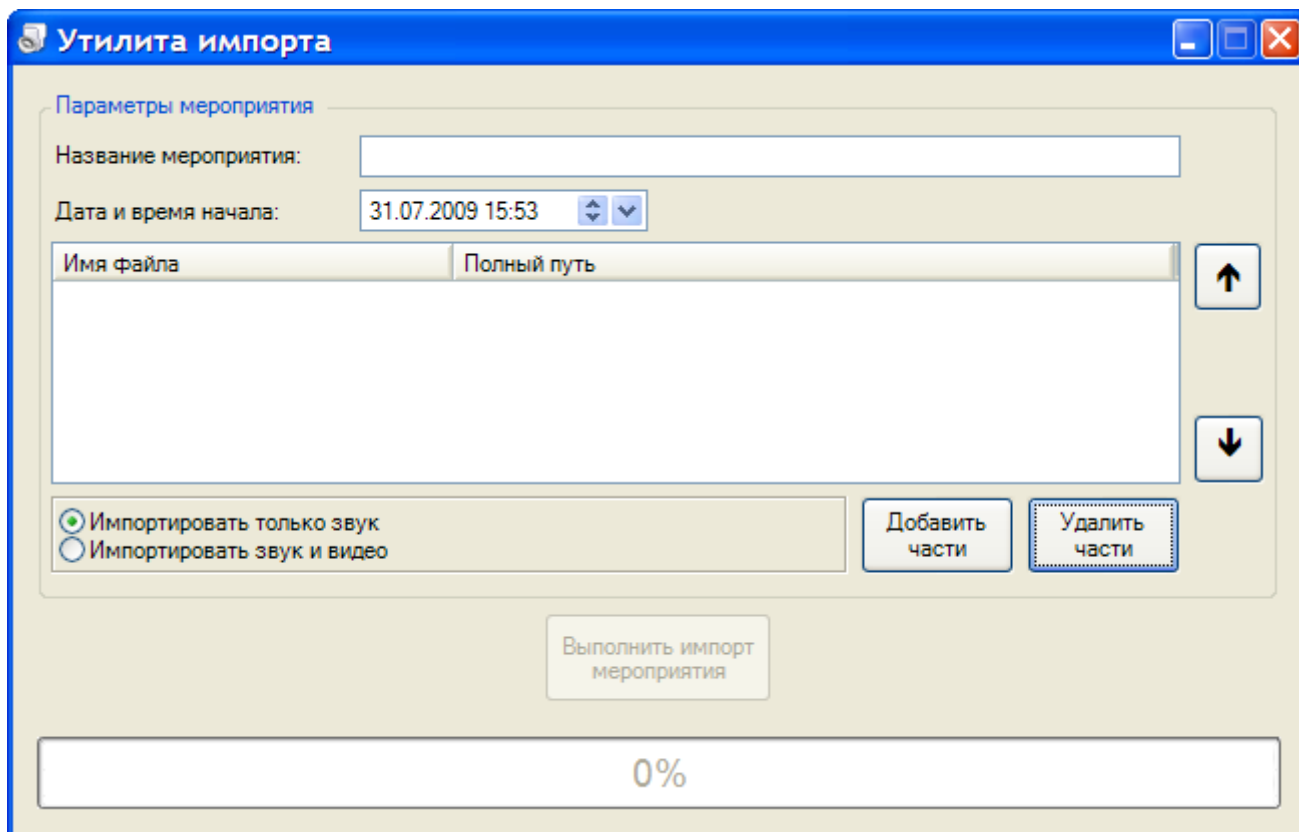 Утилита импорта
Параметры мероприятия
Название мероприятия:
Дата и время начала: 31.07.2009 15:53
Имя файла Полный путь
Импортировать только звук
Импортировать звук и видео
Добавить
части
Удалить
части
Выполнить импорт
мероприятия
0%